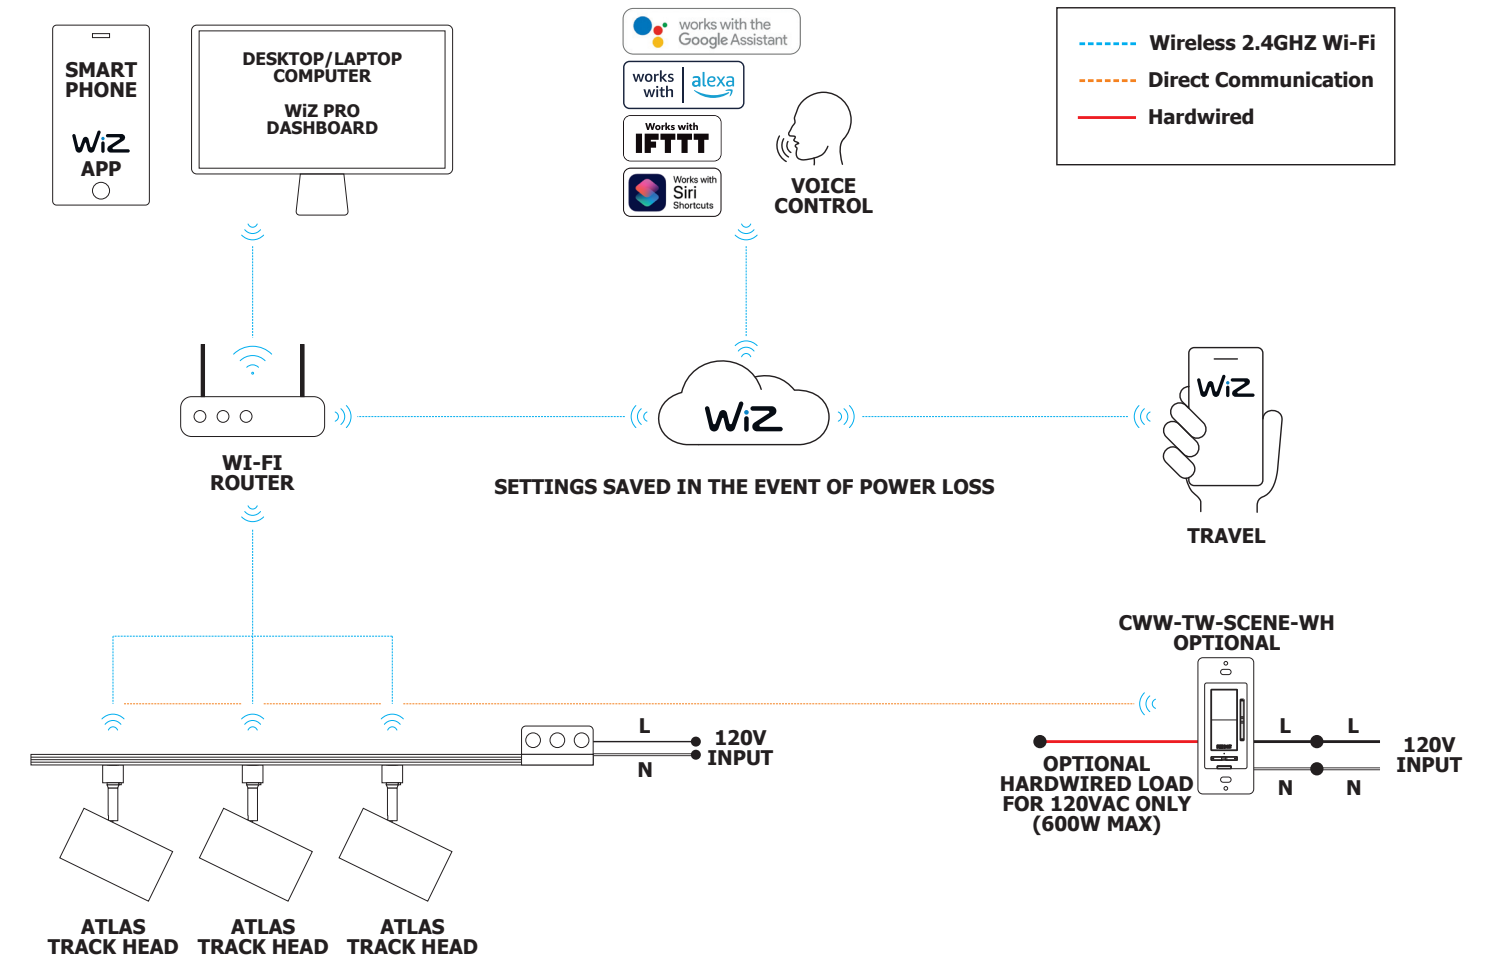 SMART
PHONE
WiZ
APP
DESKTOP/LAPTOP
COMPUTER
WiZ PRO
DASHBOARD
works with the
Google Assistant
works
with
alexa
Works with
IFTTT
Works with
Siri
Shortcuts
VOICE
CONTROL
Wireless 2.4GHZ Wi-Fi
Direct Communication
Hardwired
WI-FI
ROUTER
WiZ
SETTINGS SAVED IN THE EVENT OF POWER LOSS
WiZ
TRAVEL
CWW-TW-SCENE-WH
OPTIONAL
L
N
120V
INPUT
OPTIONAL
HARDWIRED LOAD
FOR 120VAC ONLY
(600W MAX)
L
L
N
N
120V
INPUT
ATLAS
TRACK HEAD
ATLAS
TRACK HEAD
ATLAS
TRACK HEAD